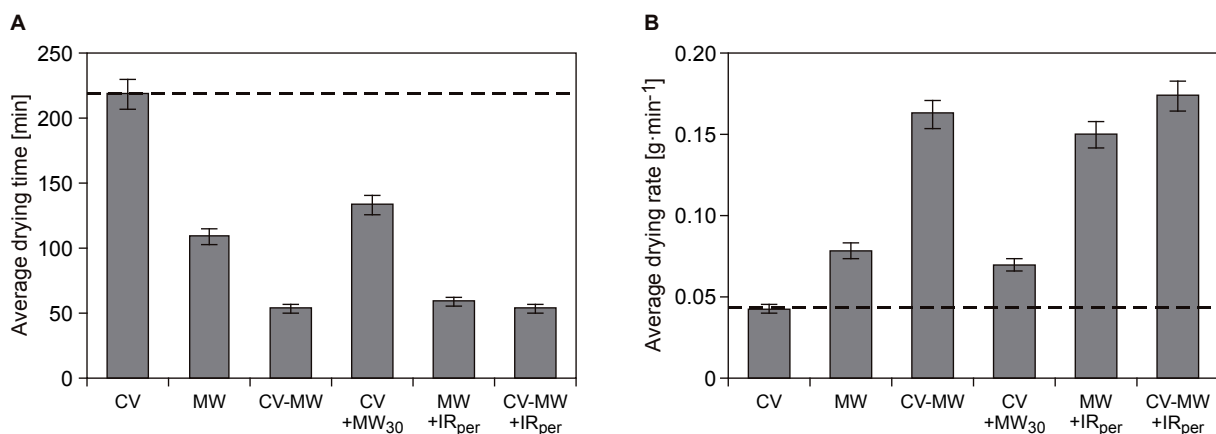 A
Average drying time [min]
250
200
150
100
50
0
CV
MW
CV-MW
CV
+MW₃₀
MW
+IRper
CV-MW
+IRper
B
Average drying rate [g·min⁻¹]
0.20
0.15
0.10
0.05
0
CV
MW
CV-MW
CV
+MW₃₀
MW
+IRper
CV-MW
+IRper